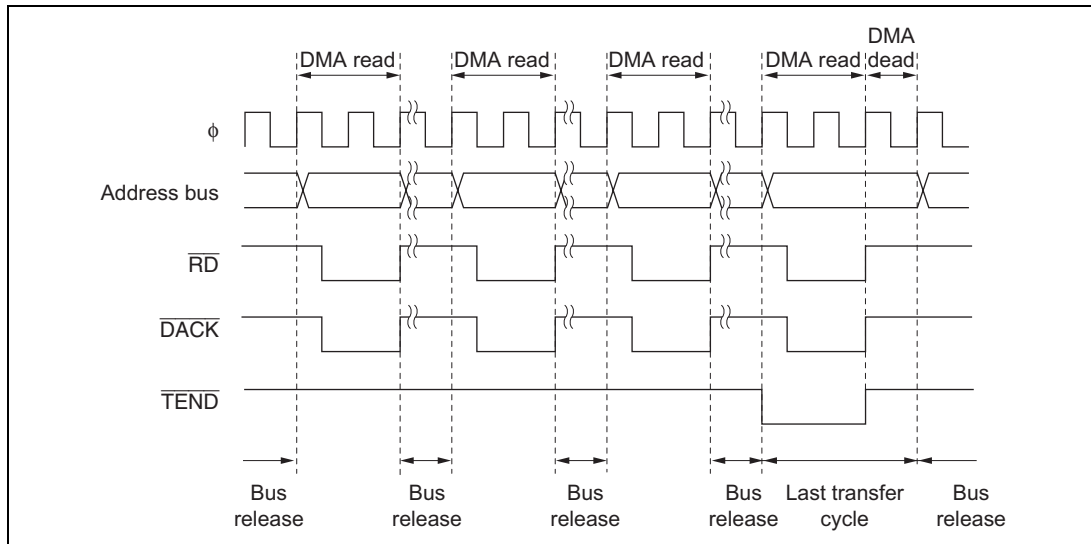 DMA
DMA read DMA read DMA read DMA read dead
ϕ
Address bus
RD
DACK
TEND
Bus release Bus release Bus release Bus release Last transfer cycle Bus release